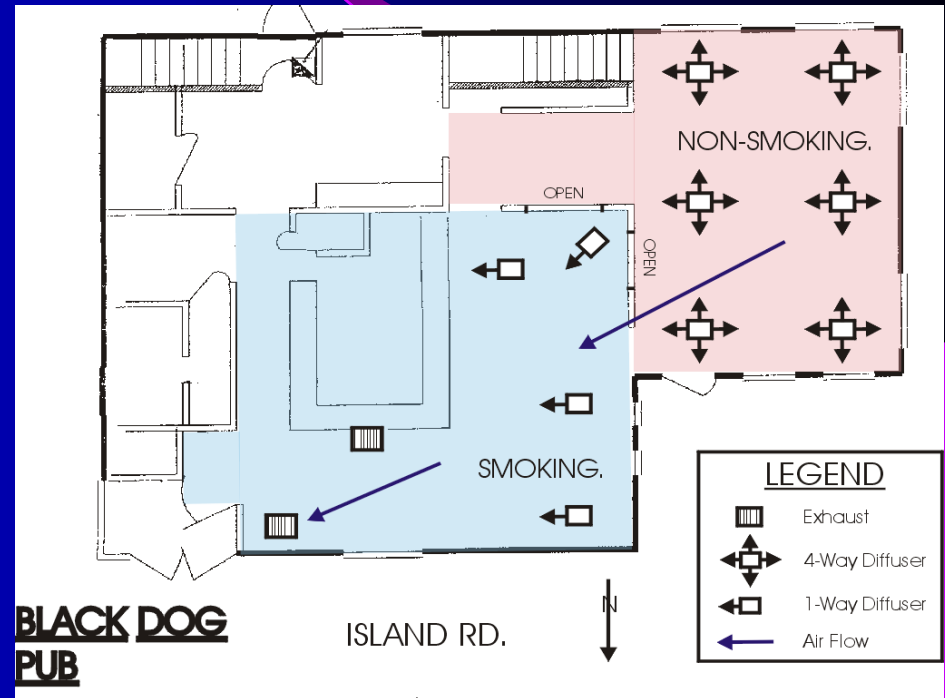 NON-SMOKING.
OPEN
OPEN
SMOKING.
LEGEND
Exhaust
4-Way Diffuser
1-Way Diffuser
Air Flow
N
BLACK DOG
PUB
ISLAND RD.